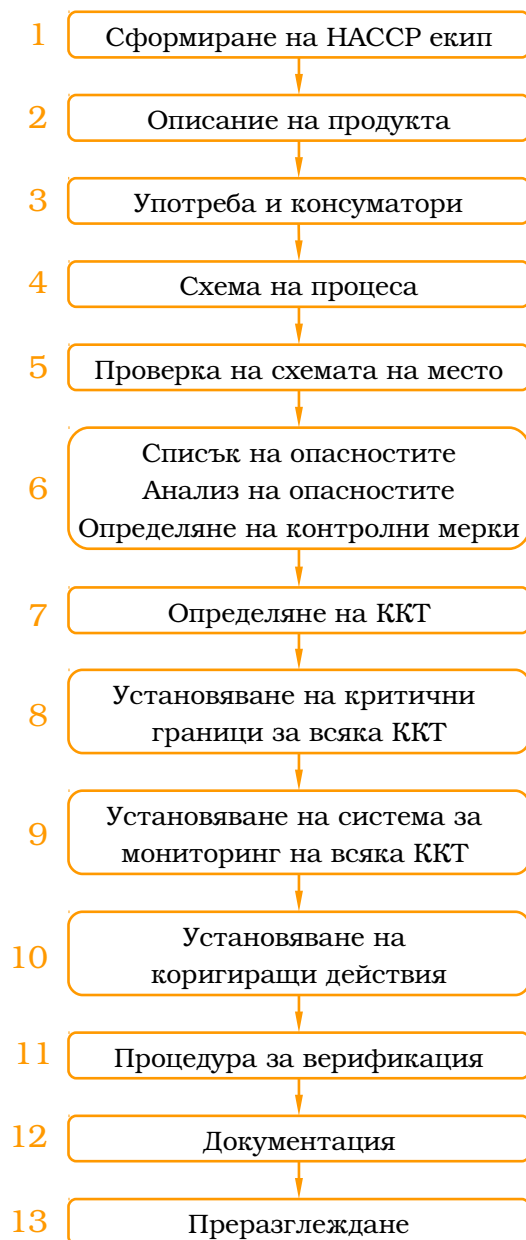 1 Сформиране на НАССР екип
2 Описание на продукта
3 Употреба и консуматори
4 Схема на процеса
5 Проверка на схемата на место
Списък на опасностите
6 Анализ на опасностите
Определяне на контролни мерки
7 Определяне на ККТ
8 Установяване на критични
граници за всяка ККТ
9 Установяване на система за
мониторинг на всяка ККТ
10 Установяване на
коригиращи действия
11 Процедура за верификация
12 Документация
13 Преразглеждане